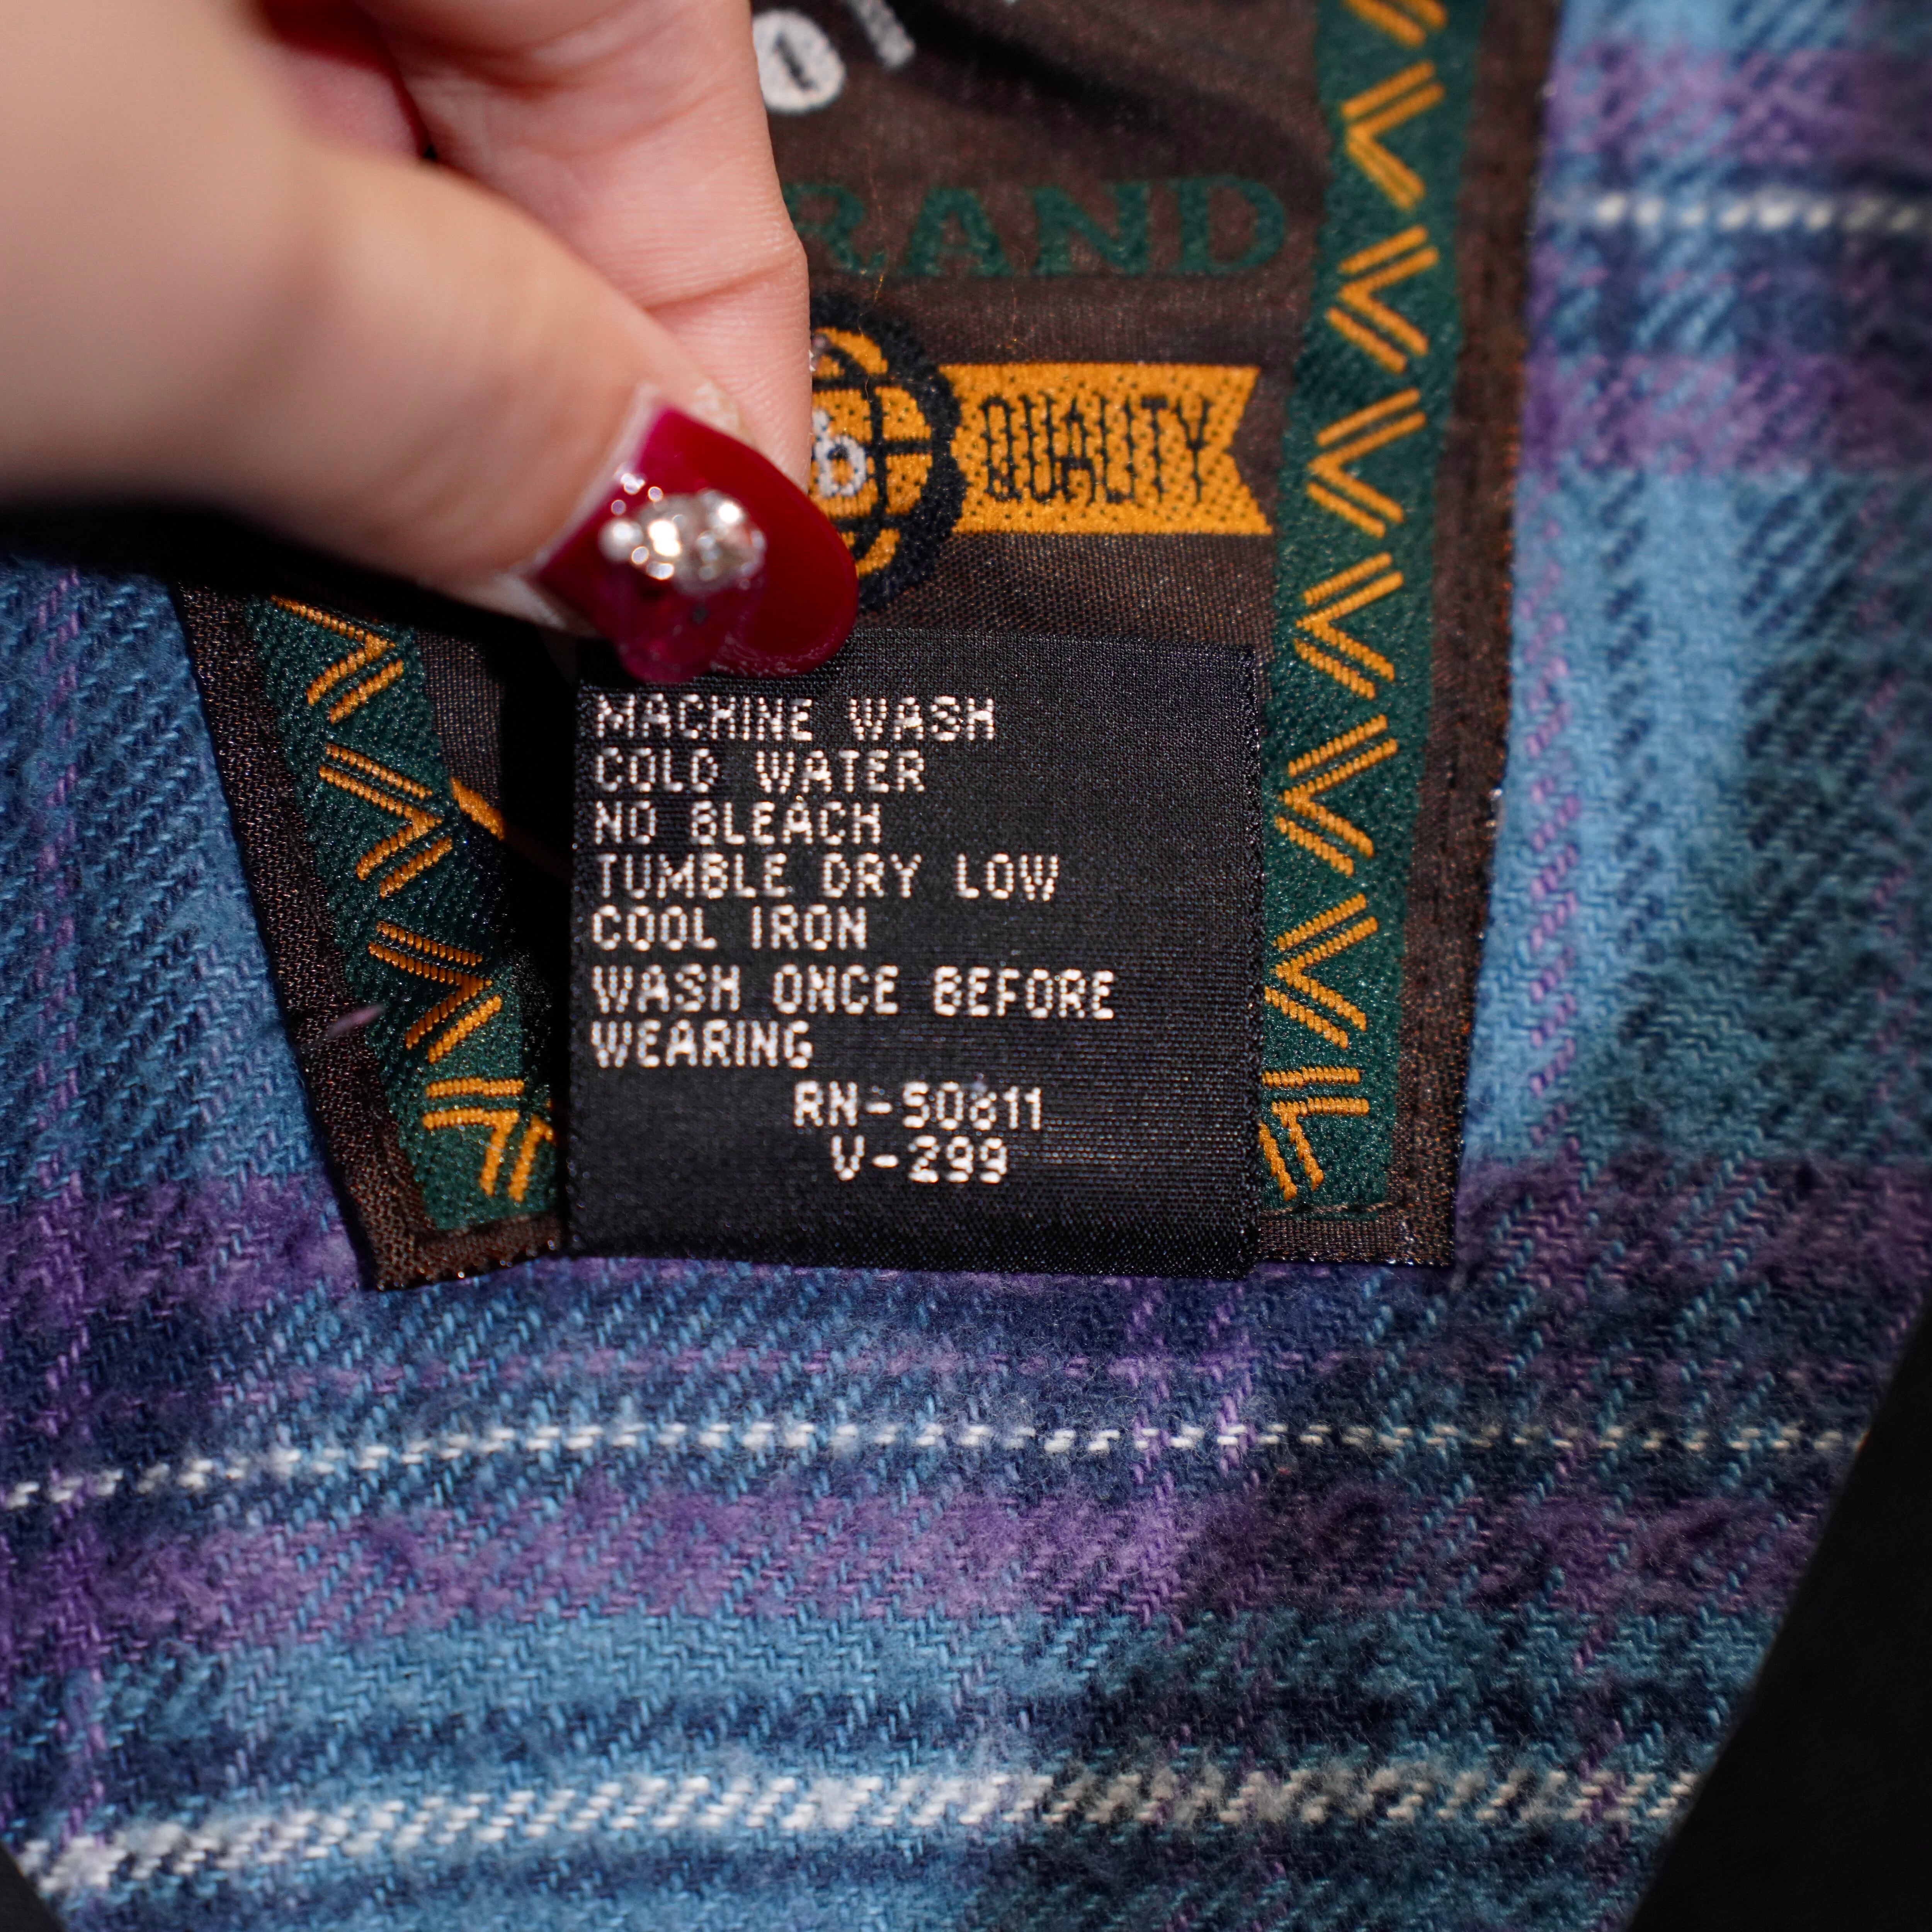 RAND
b QUALITY
MACHINE WASH
COLD WATER
NO BLEACH
TUMBLE DRY LOW
COOL IRON
WASH ONCE BEFORE
WEARING
RN-50811
V-299